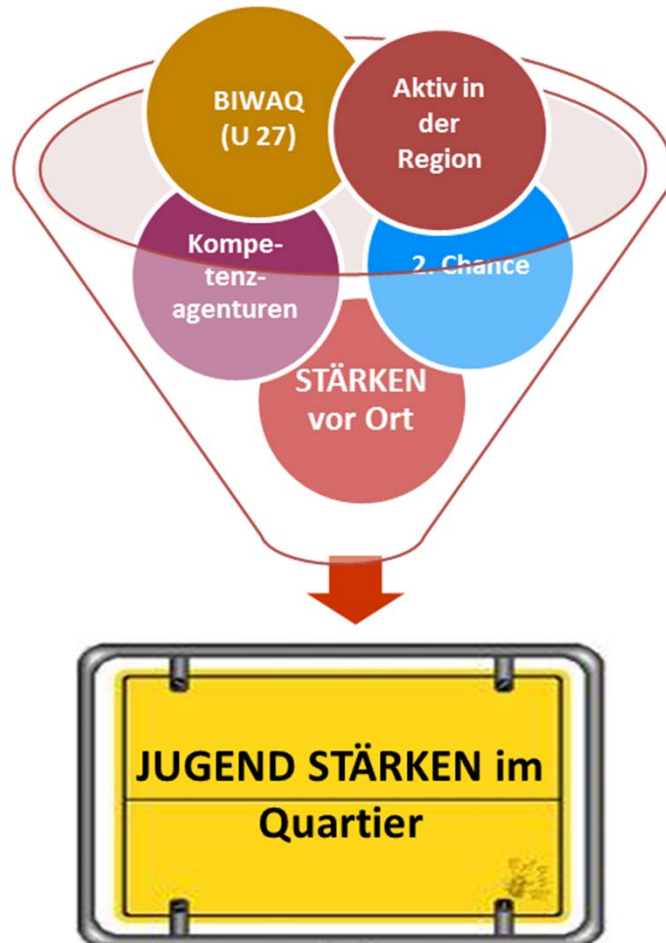 BIWAQ
(U 27)
Aktiv in
der
Region
Kompe-
tenz-
agenturen
2. Chance
STÄRKEN
vor Ort
JUGEND STÄRKEN im
Quartier